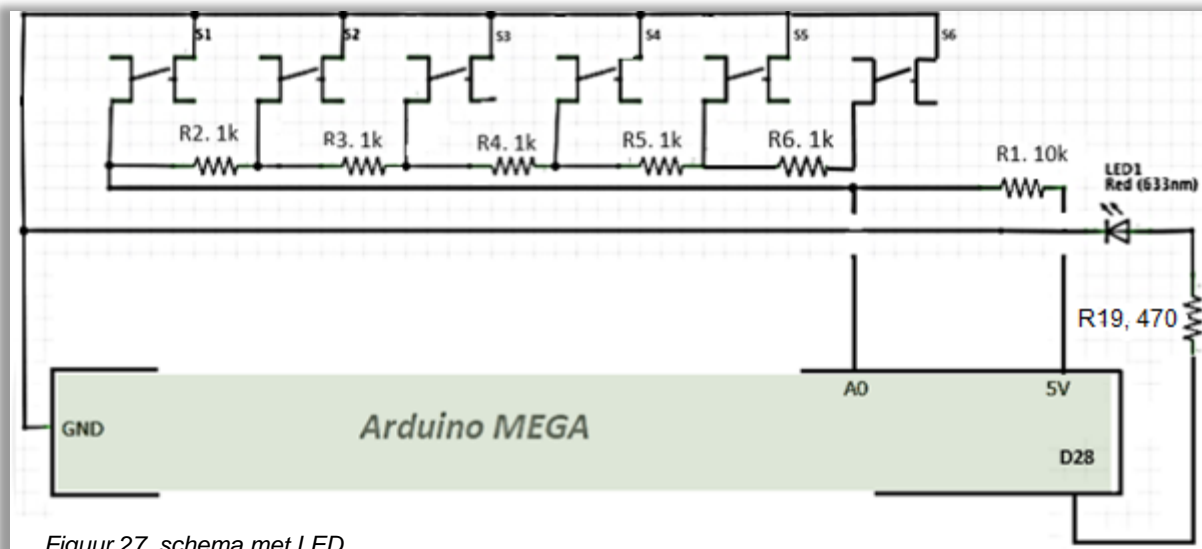 S1 S2 S3 S4 S5 S6
R2. 1k R3. 1k R4. 1k R5. 1k R6. 1k
R1. 10k
LED1
Red (633nm)
R19, 470
A0 5V
GND Arduino MEGA
D28
Figuur 27, schema met LED